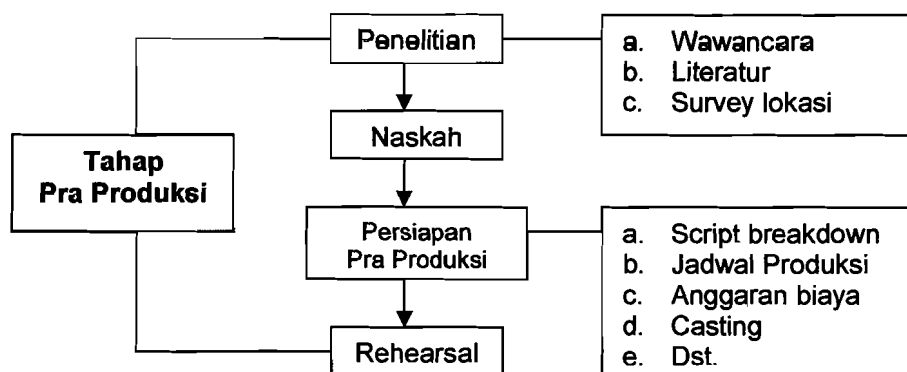 Penelitian
a. Wawancara
b. Literatur
c. Survey lokasi
Naskah
Tahap
Pra Produksi
Persiapan
Pra Produksi
a. Script breakdown
b. Jadwal Produksi
c. Anggaran biaya
d. Casting
e. Dst.
Rehearsal